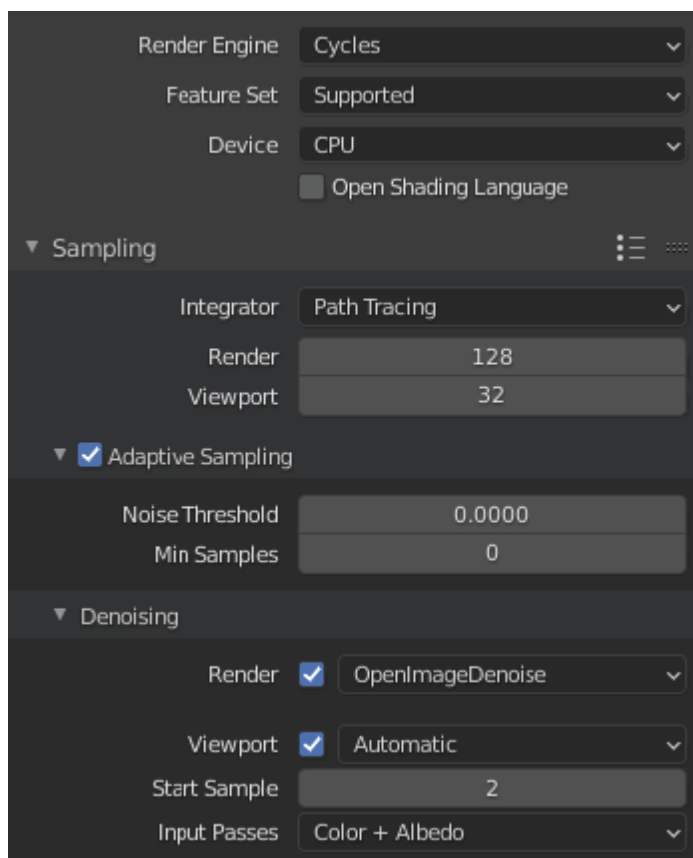 Render Engine Cycles
Feature Set Supported
Device CPU
Open Shading Language
Sampling
Integrator Path Tracing
Render 128
Viewport 32
Adaptive Sampling
Noise Threshold 0.0000
Min Samples 0
Denoising
Render OpenImageDenoise
Viewport Automatic
Start Sample 2
Input Passes Color + Albedo